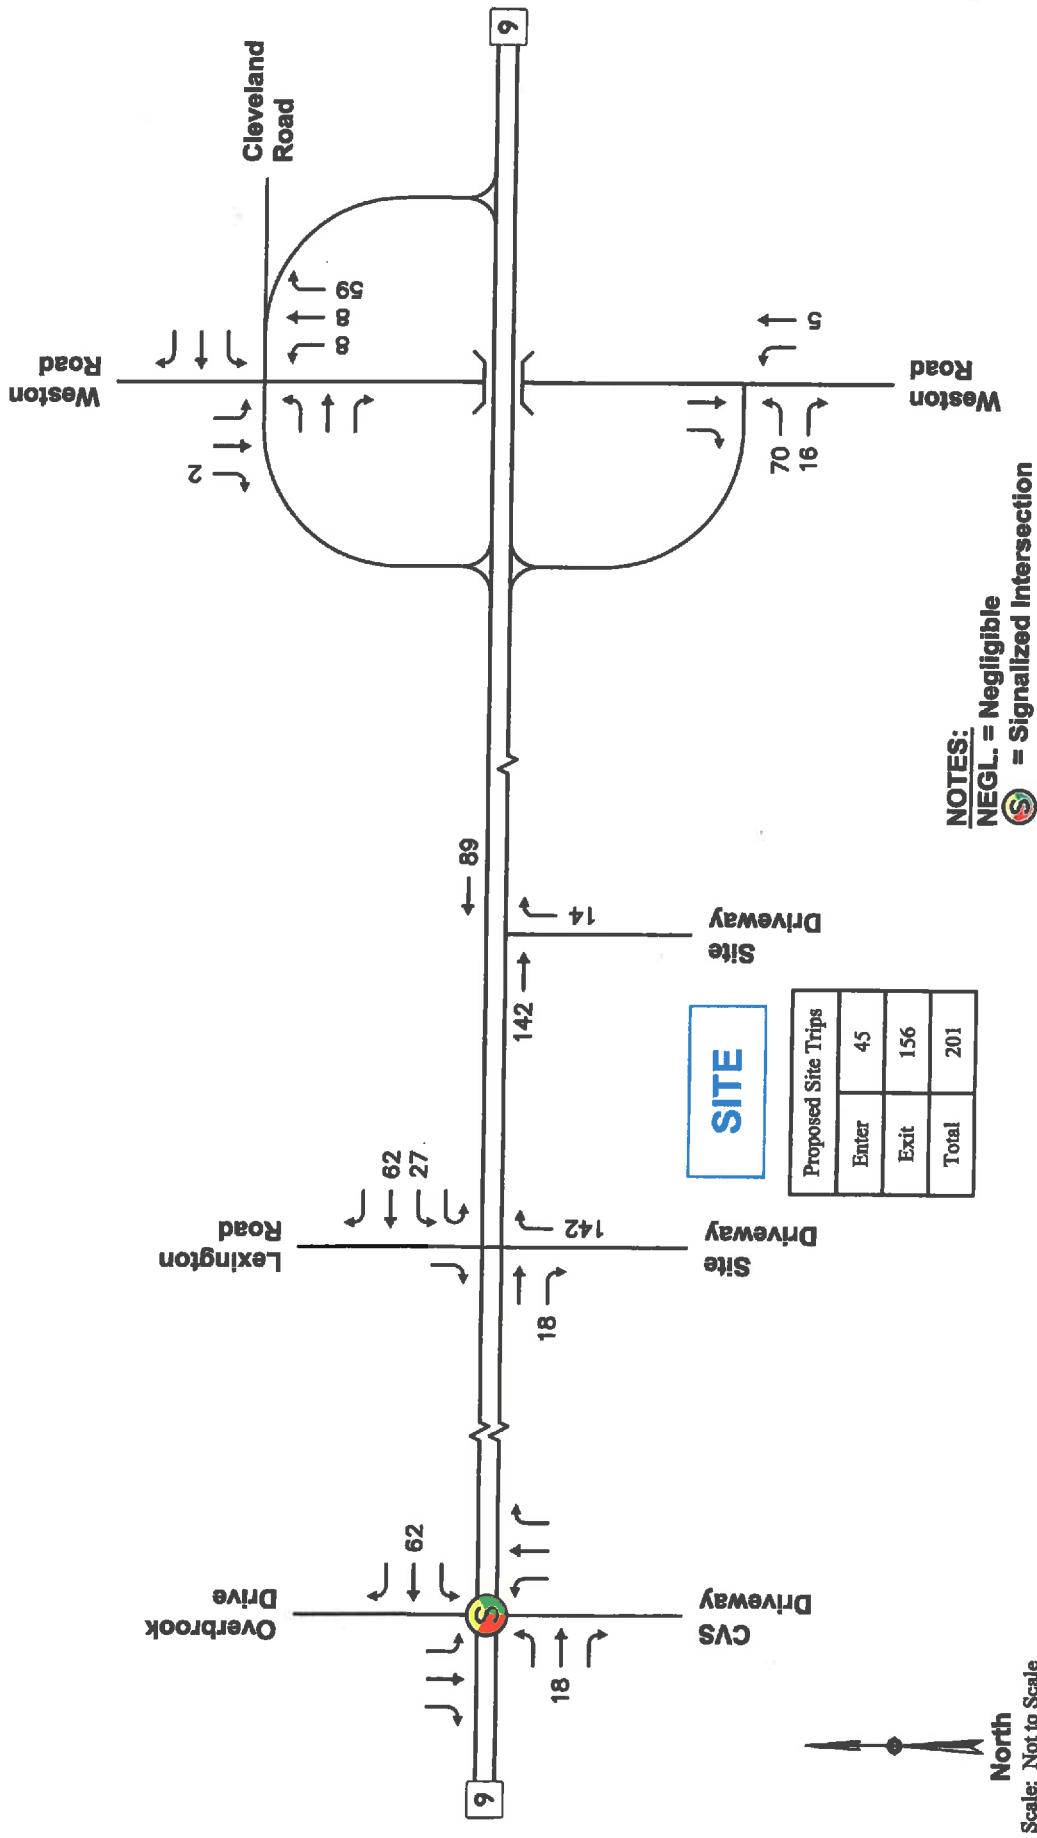 Cleveland
Road
Weston
Road
9
59
8
8
2
70
16
5
Weston
Road
89
14
142
Site
Driveway
Lexington
Road
62
27
142
18
Site
Driveway
SITE
Proposed Site Trips
Enter 45
Exit 156
Total 201
Overbrook
Drive
62
S
18
CVS
Driveway
9
NOTES:
NEGL. = Negligible
S = Signalized Intersection
North
Scale: Not to Scale